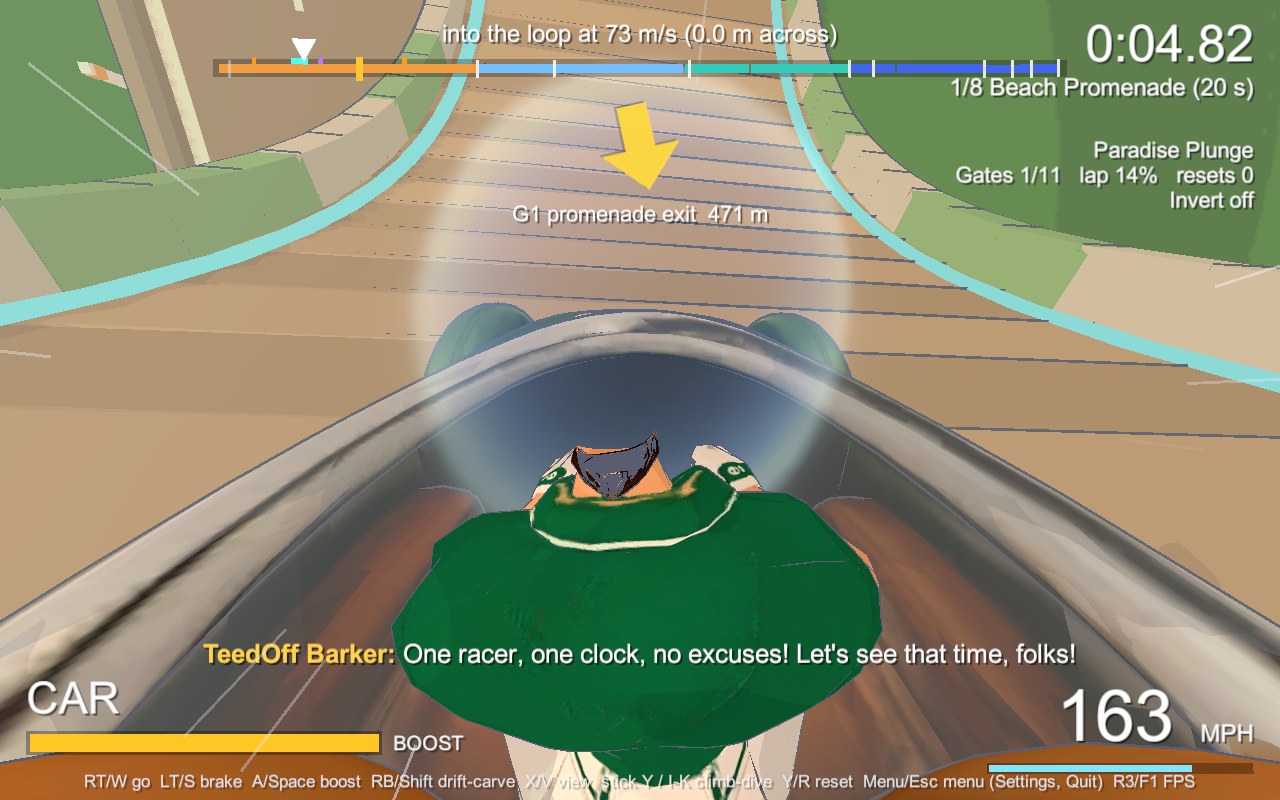 into the loop at 73 m/s (0.0 m across)
0:04.82
1/8 Beach Promenade (20 s)
Paradise Plunge
Gates 1/11 lap 14% resets 0
Invert off
G1 promenade exit 471 m
TeedOff Barker: One racer, one clock, no excuses! Let's see that time, folks!
CAR
BOOST
163 MPH
RT/W go LT/S brake A/Space boost RB/Shift drift-carve X/V view stick Y / I-K climb-dive Y/R reset Menu/Esc menu (Settings, Quit) R3/F1 FPS